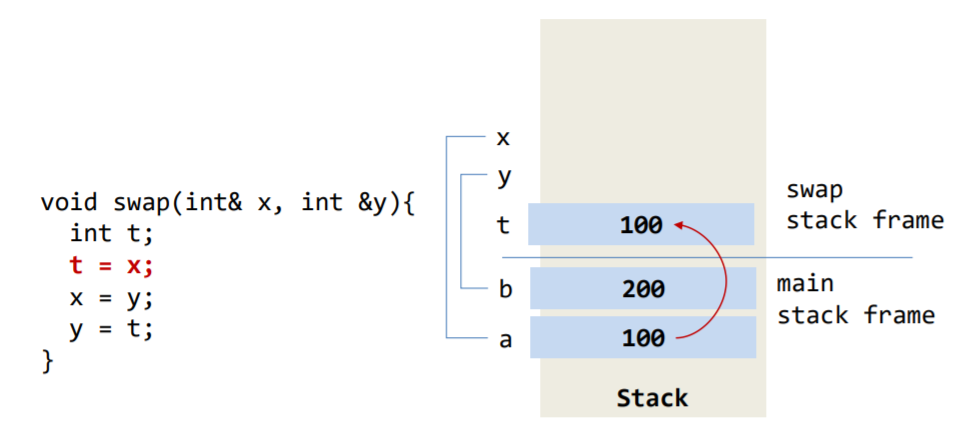 void swap(int& x, int &y){
int t;
t = x;
x = y;
y = t;
}
x
y
t
100
b
200
a
100
Stack
swap
stack frame
main
stack frame